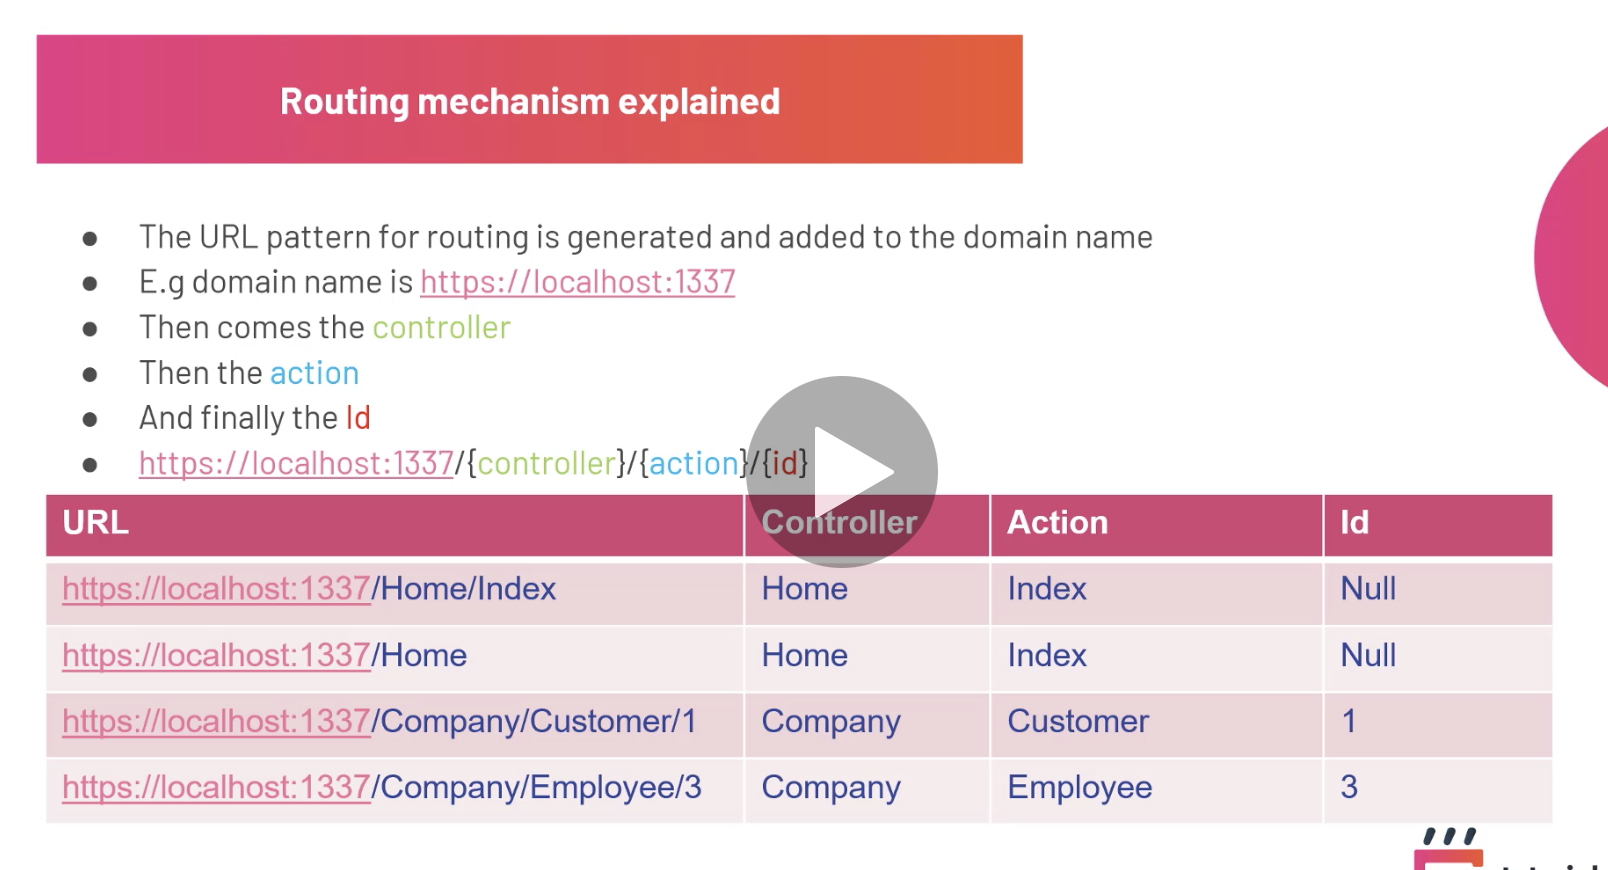 Routing mechanism explained
● The URL pattern for routing is generated and added to the domain name
● E.g domain name is https://localhost:1337
● Then comes the controller
● Then the action
● And finally the Id
● https://localhost:1337/{controller}/{action}/{id}
URL Controller Action Id
https://localhost:1337/Home/Index Home Index Null
https://localhost:1337/Home Home Index Null
https://localhost:1337/Company/Customer/1 Company Customer 1
https://localhost:1337/Company/Employee/3 Company Employee 3